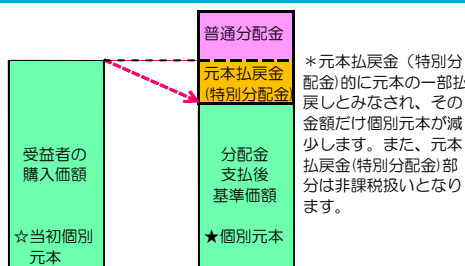 普通分配金
元本払戻金
(特別分配金)
受益者の
購入価額
☆当初個別
元本
分配金
支払後
基準価額
★個別元本
＊元本払戻金（特別分
配金)的に元本の一部払
戻しとみなされ、その
金額だけ個別元本が減
少します。また、元本
払戻金(特別分配金)部
分は非課税扱いとなり
ます。